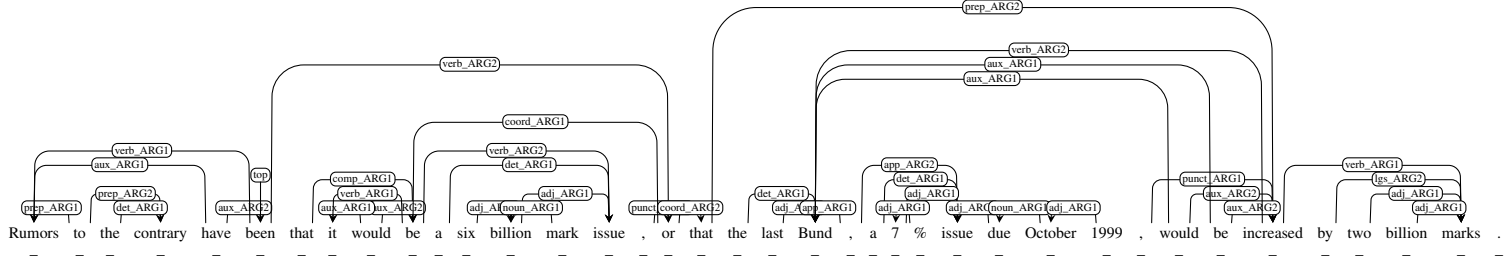 prep_ARG2
verb_ARG2
verb_ARG2 aux_ARG1
aux_ARG1
coord_ARG1
verb_ARG1 verb_ARG2
aux_ARG1 det_ARG1 app_ARG2 verb_ARG1
top comp_ARG1 det_ARG1 punct_ARG1 lgs_ARG2
prep_ARG2 verb_ARG1 adj_ARG1 det_ARG1 adj_ARG1 aux_ARG2 adj_ARG1
prep_ARG1 det_ARG1 aux_ARG2 aux_ARG1 aux_ARG2 noun_ARG1 coord_ARG2 app_ARG1 adj_ARG1 noun_ARG1 adj_ARG1 aux_ARG2 adj_ARG1
Rumors to the contrary have been that it would be a six billion mark issue , or that the last Bund , a 7 % issue due October 1999 , would be increased by two billion marks .
_ _ _ _ _ _ _ _ _ _ _ _ _ _ _ _ _ _ _ _ _ _ _ _ _ _ _ _ _ _ _ _ _ _ _ _ _ _